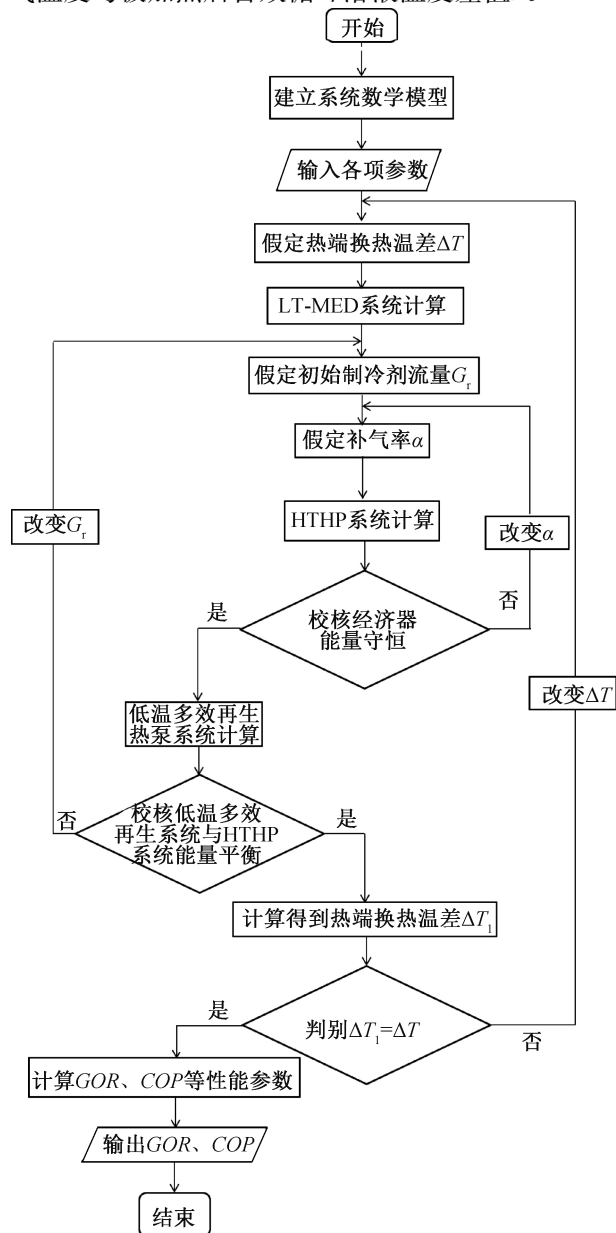 开始
建立系统数学模型
输入各项参数
假定热端换热温差ΔT
LT-MED系统计算
假定初始制冷剂流量Gr
假定补气率α
HTHP系统计算
改变Gr
改变α
校核经济器
能量守恒
是
否
改变ΔT
低温多效再生
热泵系统计算
校核低温多效
再生系统与HTHP
系统能量平衡
否
是
计算得到热端换热温差ΔT1
判别ΔT1=ΔT
是
否
计算GOR、COP等性能参数
输出GOR、COP
结束